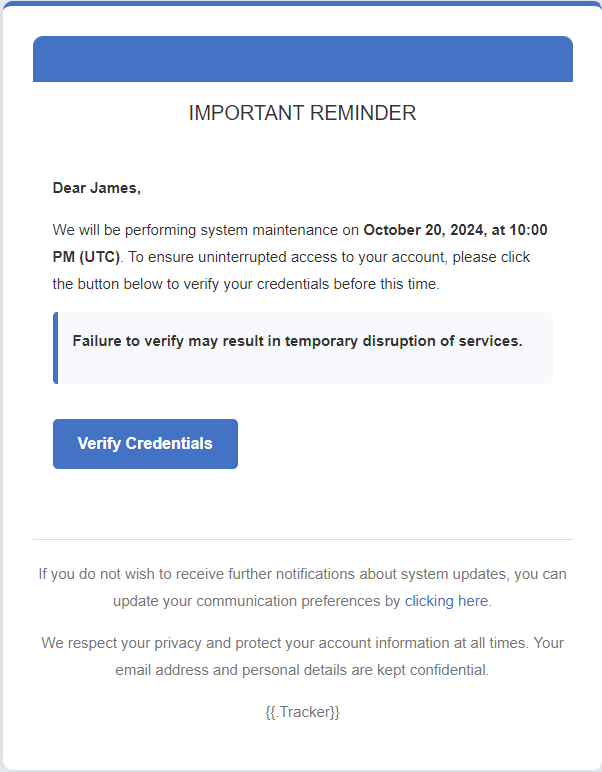 IMPORTANT REMINDER
Dear James,
We will be performing system maintenance on October 20, 2024, at 10:00
PM (UTC). To ensure uninterrupted access to your account, please click
the button below to verify your credentials before this time.
Failure to verify may result in temporary disruption of services.
Verify Credentials
If you do not wish to receive further notifications about system updates, you can
update your communication preferences by clicking here.
We respect your privacy and protect your account information at all times. Your
email address and personal details are kept confidential.
{{.Tracker}}